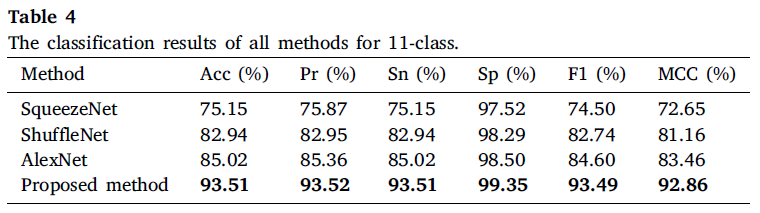 Table 4
The classification results of all methods for 11-class.
Method Acc (%) Pr (%) Sn (%) Sp (%) F1 (%) MCC (%)
SqueezeNet 75.15 75.87 75.15 97.52 74.50 72.65
ShuffleNet 82.94 82.95 82.94 98.29 82.74 81.16
AlexNet 85.02 85.36 85.02 98.50 84.60 83.46
Proposed method 93.51 93.52 93.51 99.35 93.49 92.86